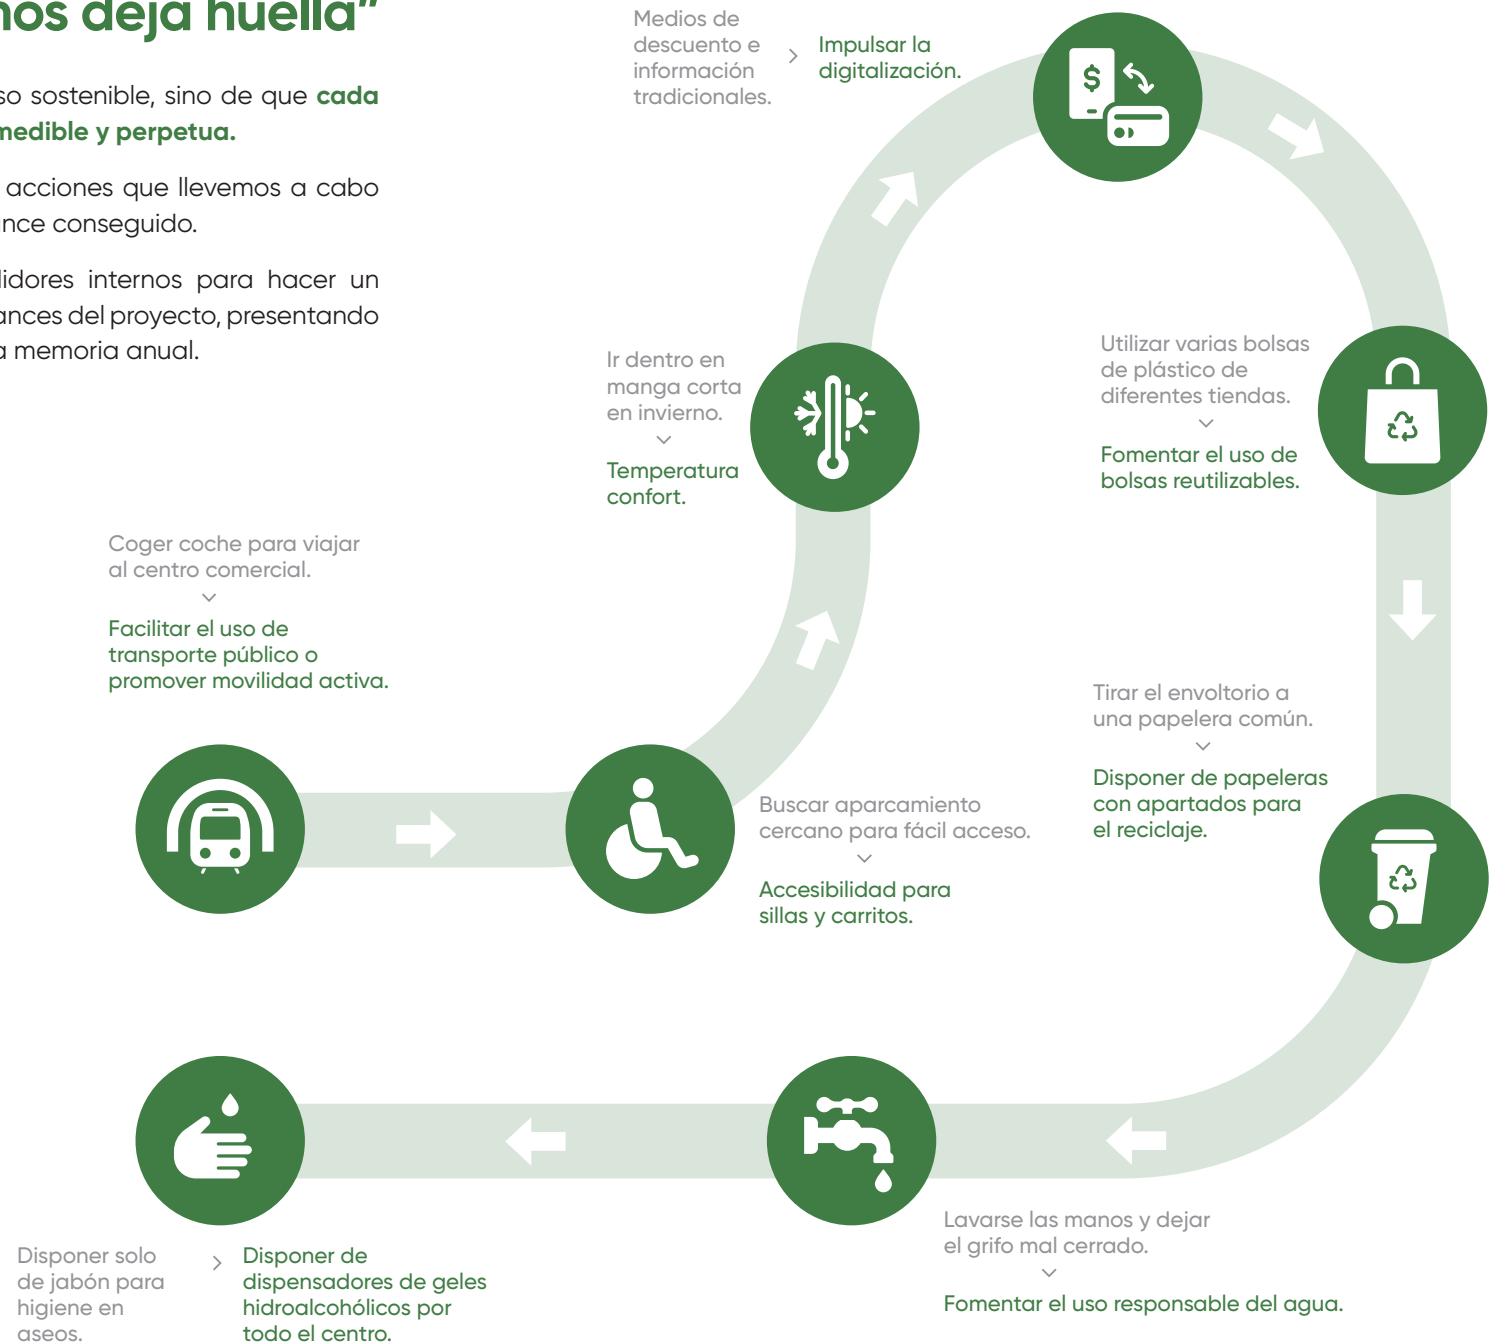 nos deja huella"
so sostenible, sino de que cada
medible y perpetua.
acciones que llevemos a cabo
conseguido.
internos para hacer un
del proyecto, presentando
memoria anual.
Medios de
descuento e
información
tradicionales.
Impulsar la
digitalización.
Ir dentro en
manga corta
en invierno.
Temperatura
confort.
Utilizar varias bolsas
de plástico de
diferentes tiendas.
Fomentar el uso de
bolsas reutilizables.
Coger coche para viajar
al centro comercial.
Facilitar el uso de
transporte público o
promover movilidad activa.
Tirar el envoltorio a
una papelera común.
Disponer de papeleras
con apartados para
el reciclaje.
Buscar aparcamiento
cercano para fácil acceso.
Accesibilidad para
sillas y carritos.
Lavarse las manos y dejar
el grifo mal cerrado.
Fomentar el uso responsable del agua.
Disponer solo
de jabón para
higiene en
aseos.
Disponer de
dispensadores de geles
hidroalcohólicos por
todo el centro.